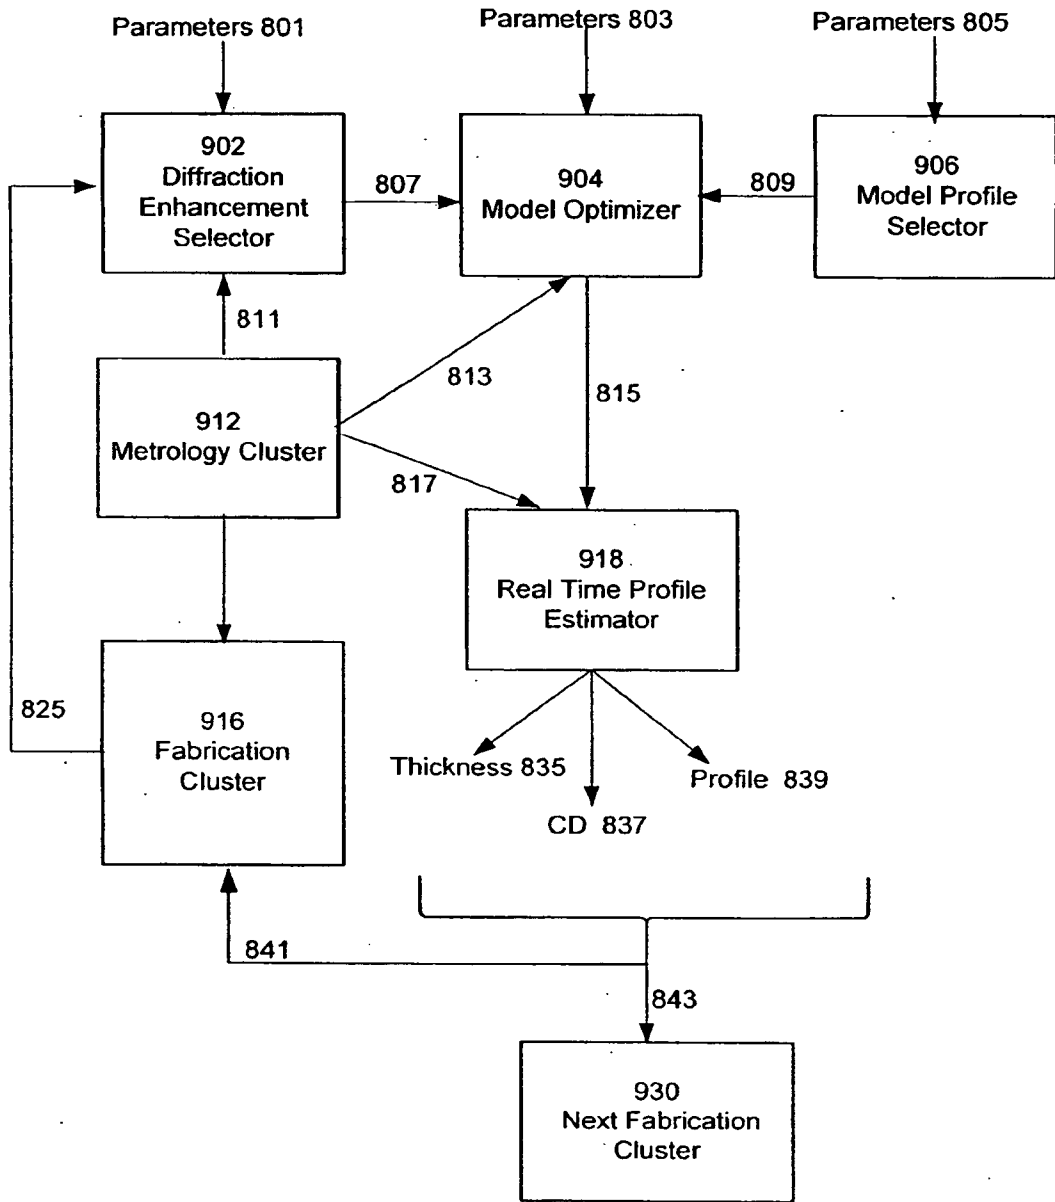 Parameters 801
Parameters 803
Parameters 805
902
Diffraction
Enhancement
Selector
807
904
Model Optimizer
809
906
Model Profile
Selector
811
813
815
912
Metrology Cluster
817
918
Real Time Profile
Estimator
825
916
Fabrication
Cluster
Thickness 835
Profile 839
CD 837
841
843
930
Next Fabrication
Cluster